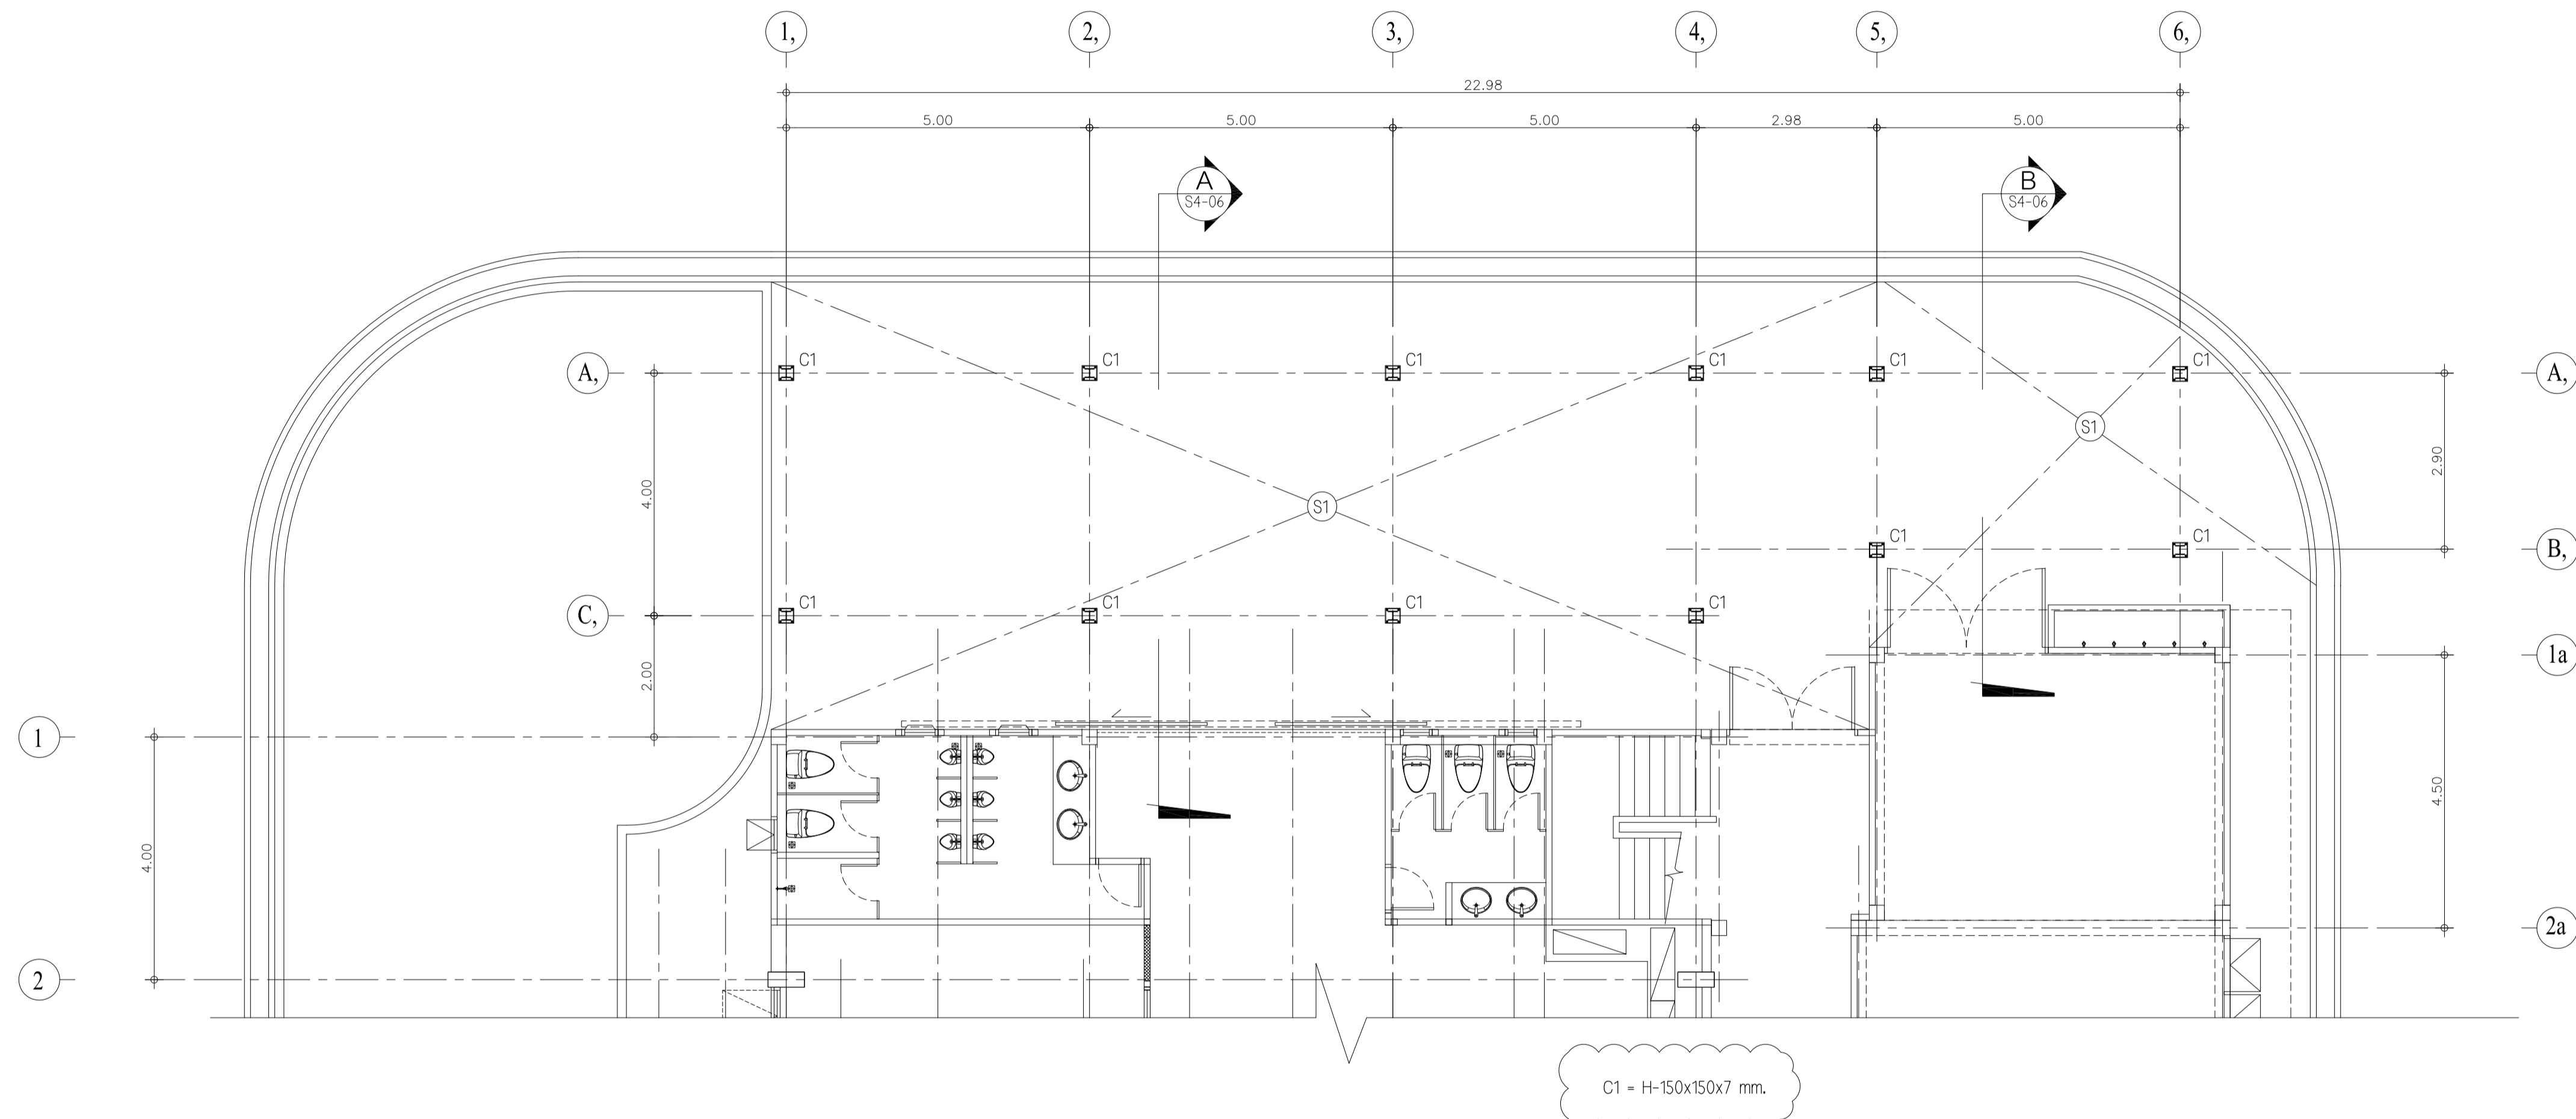 1, 2, 3, 4, 5, 6,
22.98
5.00 5.00 5.00 2.98 5.00
A B
S4-06 S4-06
C1 C1 C1 C1 C1 C1
A, A,
S1
2.90
4.00
S1
C1 C1
B,
C1 C1 C1 C1
C,
1a
2.00
1
4.50
4.00
2a
2
C1 = H-150x150x7 mm.